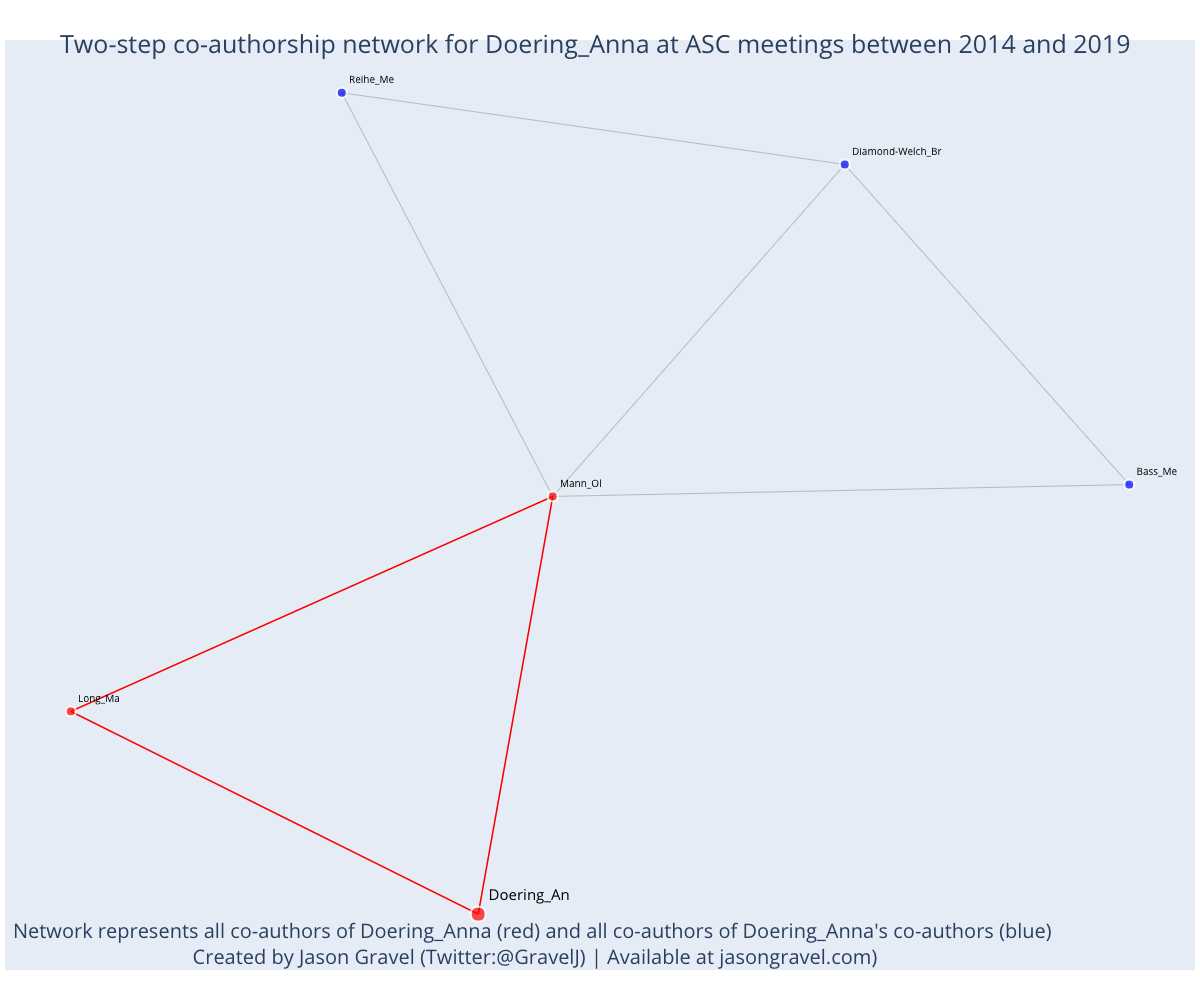 Two-step co-authorship network for Doering_Anna at ASC meetings between 2014 and 2019
Reihe_Me
Diamond-Welch_Br
Bass_Me
Mann_Ol
Long_Ma
Doering_An
Network represents all co-authors of Doering_Anna (red) and all co-authors of Doering_Anna's co-authors (blue)
Created by Jason Gravel (Twitter:@GravelJ) | Available at jasongravel.com)